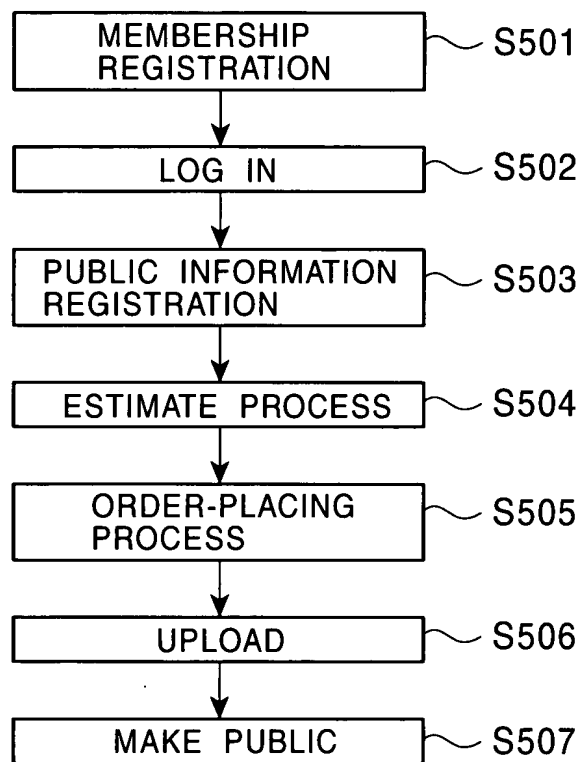 MEMBERSHIP
REGISTRATION
S501
LOG IN
S502
PUBLIC INFORMATION
REGISTRATION
S503
ESTIMATE PROCESS
S504
ORDER-PLACING
PROCESS
S505
UPLOAD
S506
MAKE PUBLIC
S507